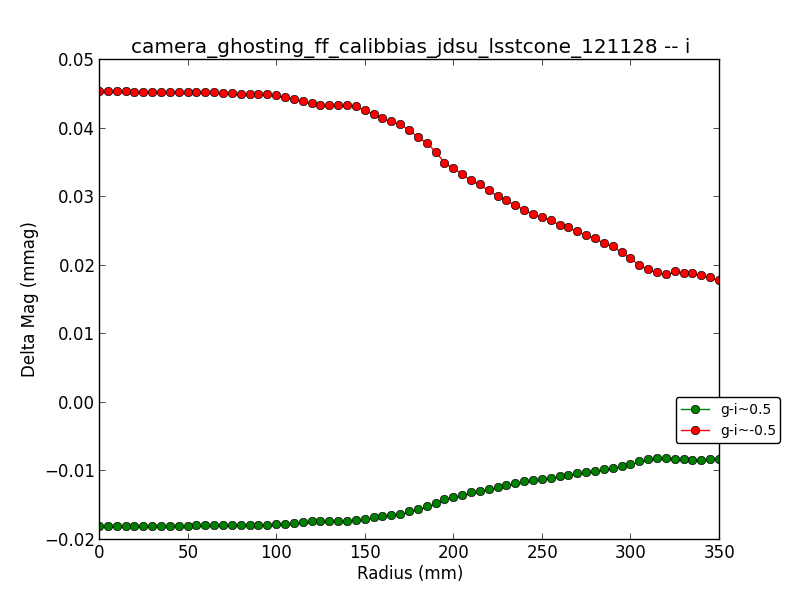 camera_ghosting_ff_calibbias_jdsu_lsstcone_121128 -- i
0.05
0.04
0.03
0.02
0.01
0.00
−0.01
−0.02
Delta Mag (mmag)
g-i~0.5
g-i~-0.5
0 50 100 150 200 250 300 350
Radius (mm)